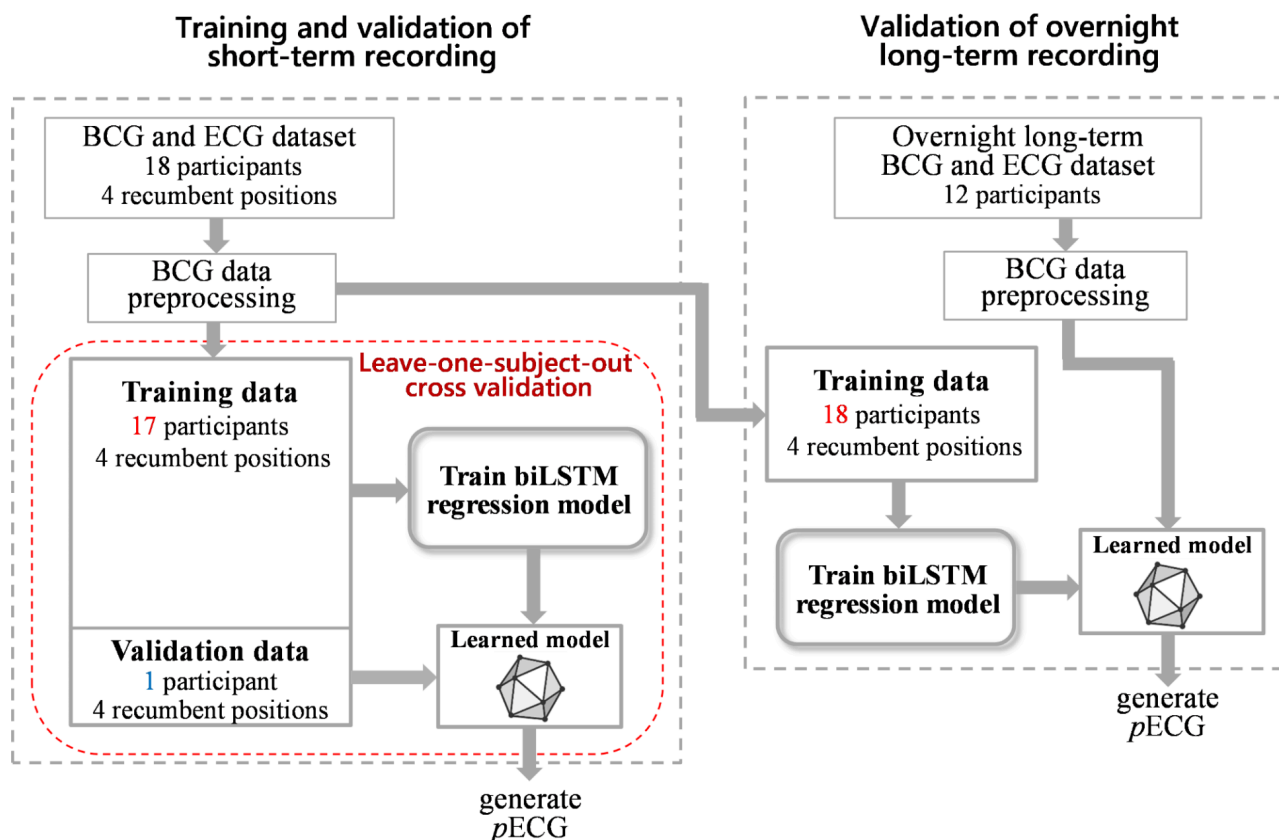 Training and validation of
short-term recording
BCG and ECG dataset
18 participants
4 recumbent positions
BCG data
preprocessing
Leave-one-subject-out
cross validation
Training data
17 participants
4 recumbent positions
Train biLSTM
regression model
Validation data
1 participant
4 recumbent positions
Learned model
generate
pECG
Validation of overnight
long-term recording
Overnight long-term
BCG and ECG dataset
12 participants
BCG data
preprocessing
Training data
18 participants
4 recumbent positions
Train biLSTM
regression model
Learned model
generate
pECG